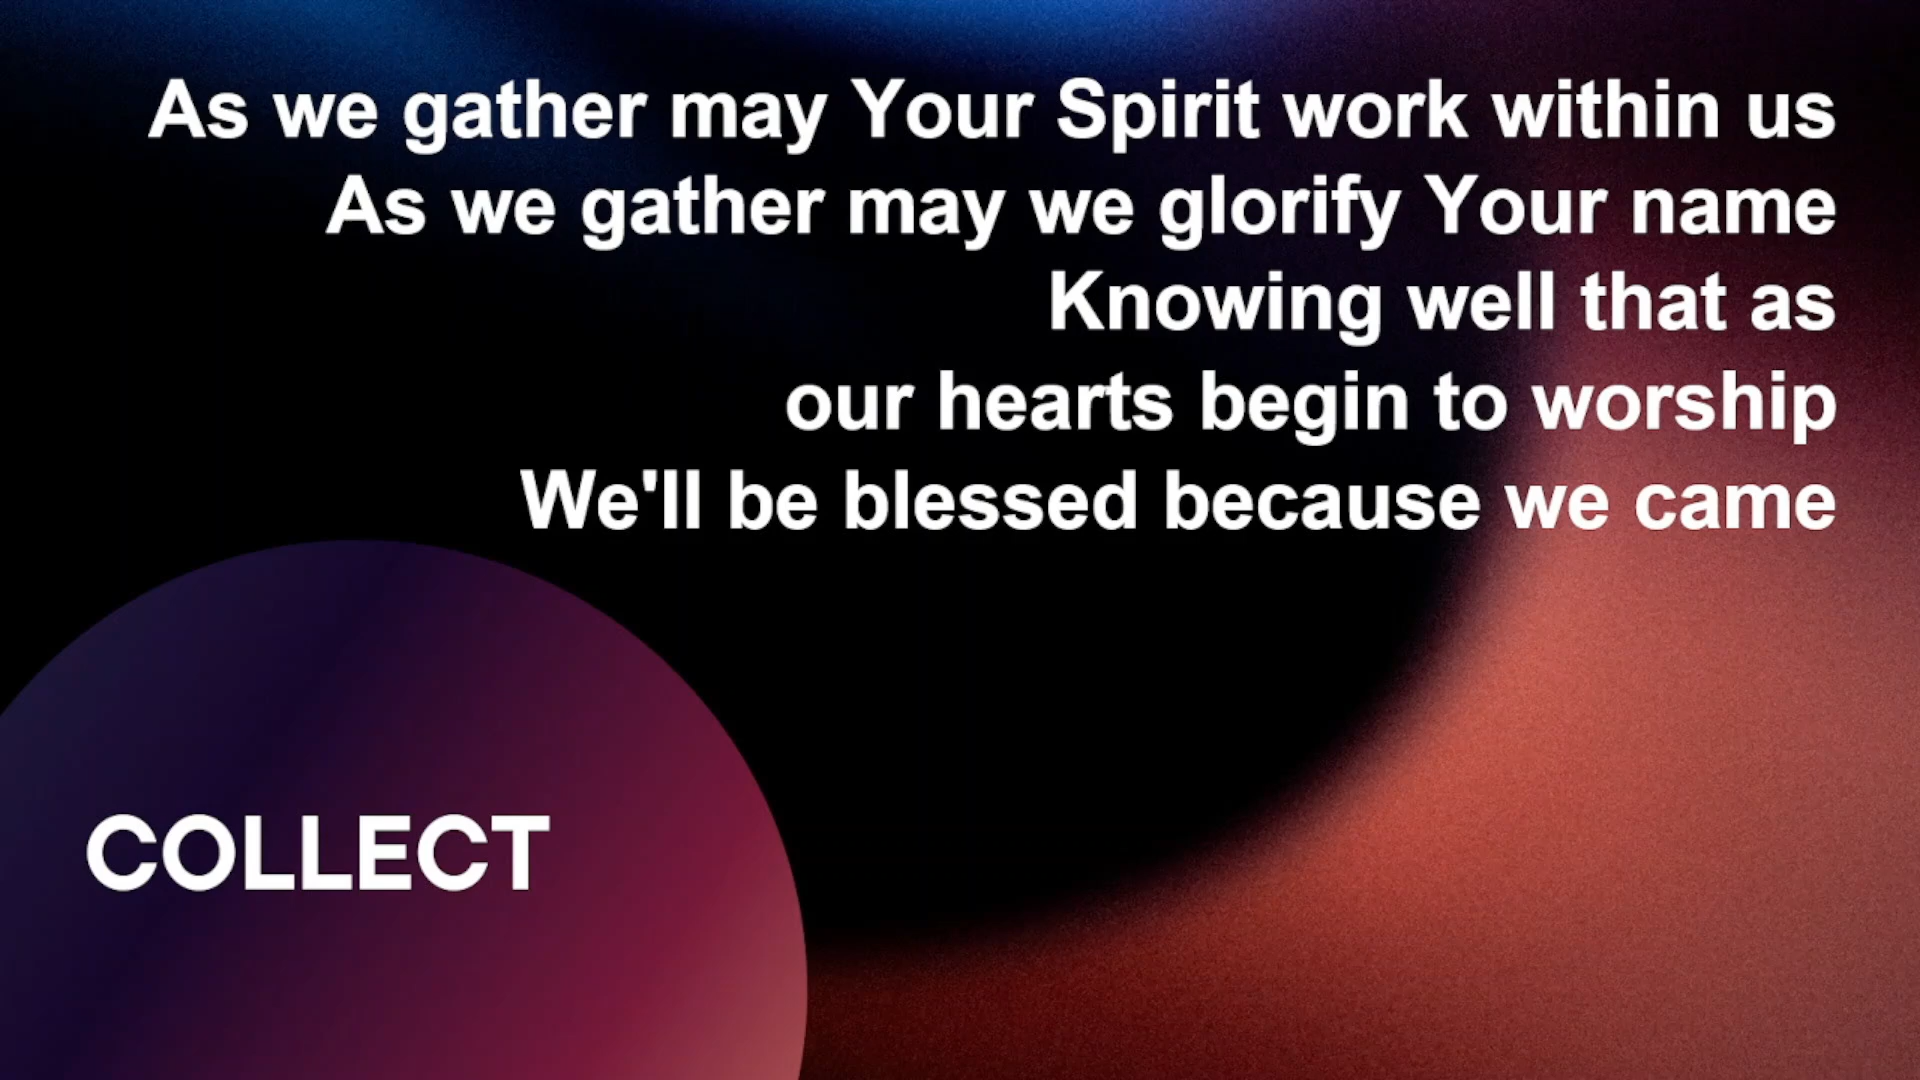 As we gather may Your Spirit work within us
As we gather may we glorify Your name
Knowing well that as
our hearts begin to worship
We'll be blessed because we came
COLLECT